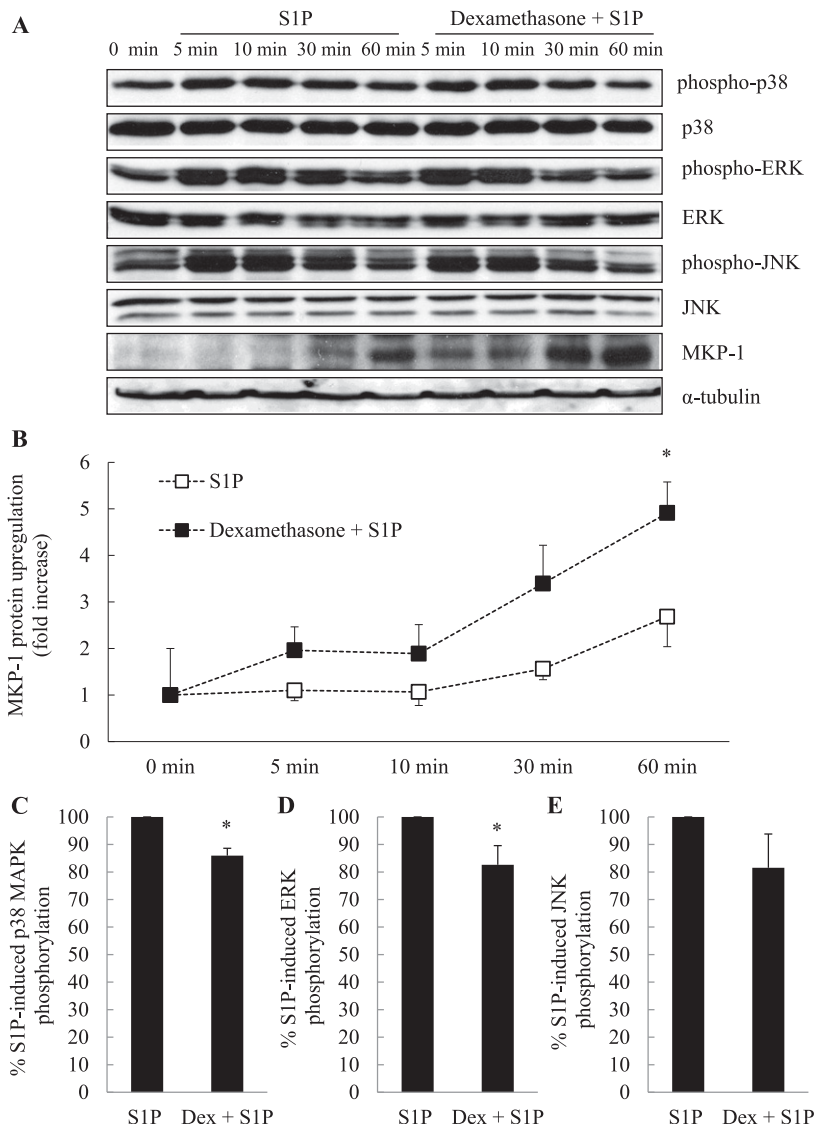 A
S1P
Dexamethasone + S1P
0 min
5 min
10 min
30 min
60 min
5 min
10 min
30 min
60 min
phospho-p38
p38
phospho-ERK
ERK
phospho-JNK
JNK
MKP-1
α-tubulin
B
MKP-1 protein upregulation
(fold increase)
6
5
4
3
2
1
0
S1P
Dexamethasone + S1P
*
0 min
5 min
10 min
30 min
60 min
C
% S1P-induced p38 MAPK
phosphorylation
100
90
80
70
60
50
40
30
20
10
0
*
S1P
Dex + S1P
D
% S1P-induced ERK
phosphorylation
100
90
80
70
60
50
40
30
20
10
0
*
S1P
Dex + S1P
E
% S1P-induced JNK
phosphorylation
100
90
80
70
60
50
40
30
20
10
0
S1P
Dex + S1P